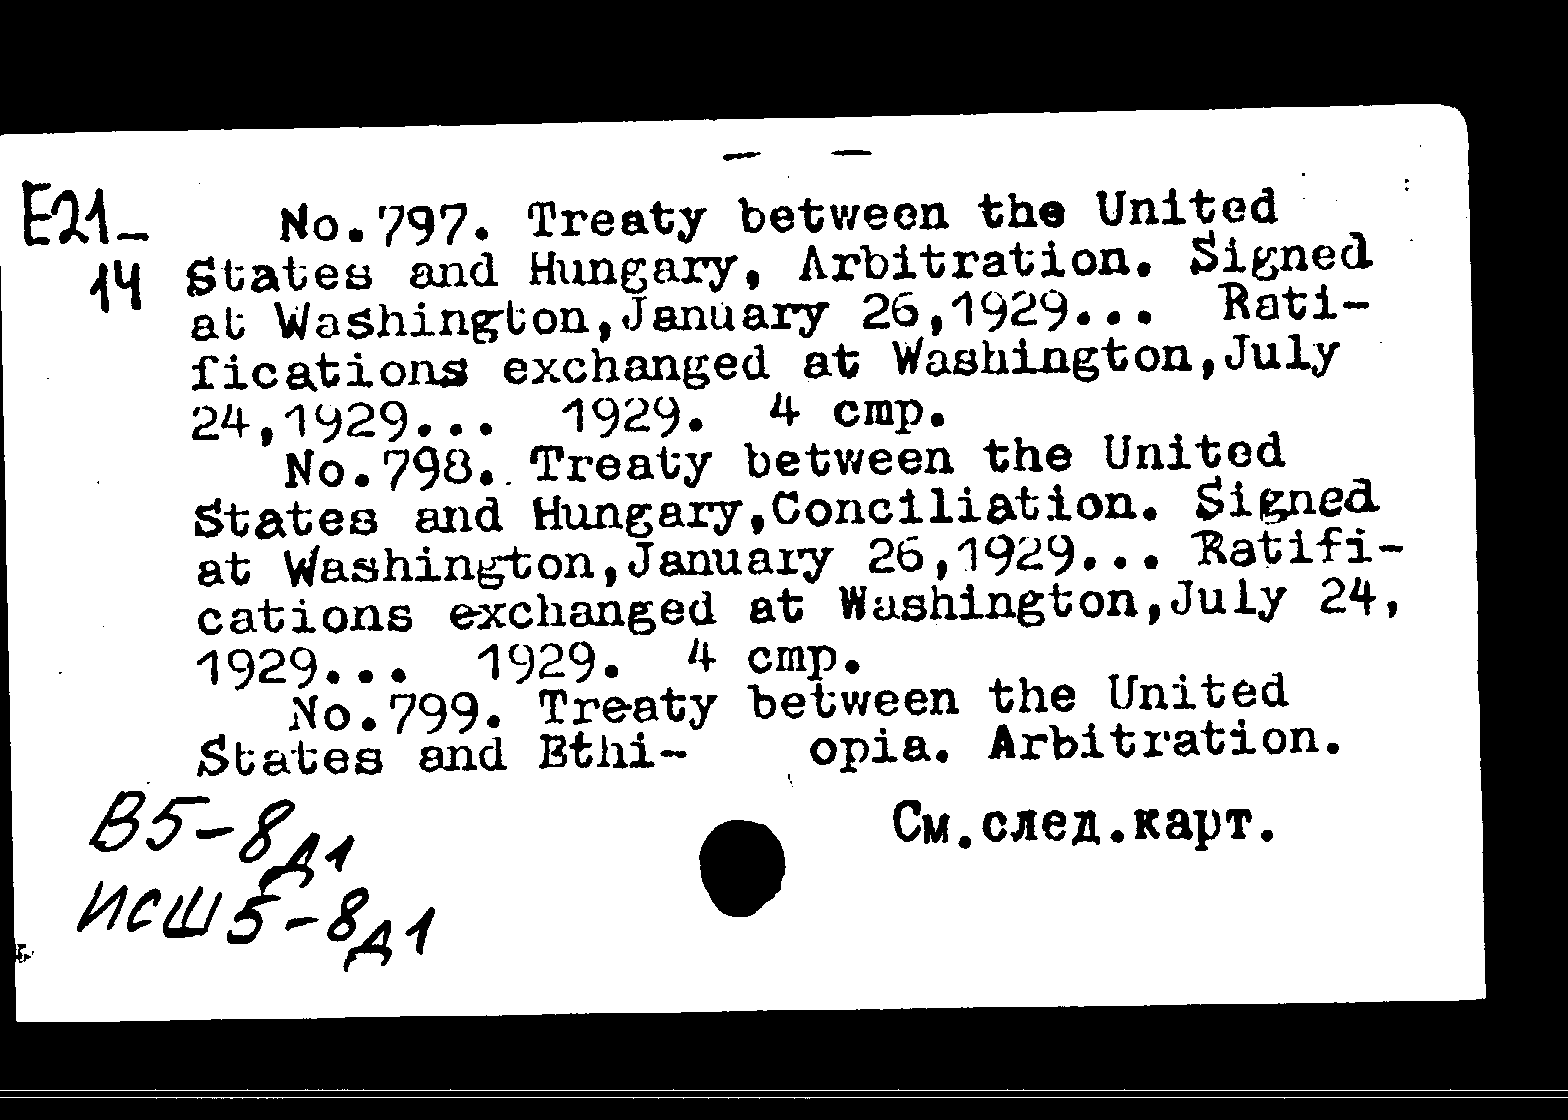 — —
E21-
14
No.797. Treaty between the United
States and Hungary, Arbitration. Signed
at Washington,January 26,1929... Rati-
fications exchanged at Washington,July
24,1929... 1929. 4 стр.
No.798. Treaty between the United
States and Hungary,Conciliation. Signed
at Washington,January 26,1929... Ratifi-
cations exchanged at Washington,July 24,
1929... 1929. 4 стр.
No.799. Treaty between the United
States and Ethi- opia. Arbitration.
См.след.карт.
В5-8д1
ИСШ5-8д1